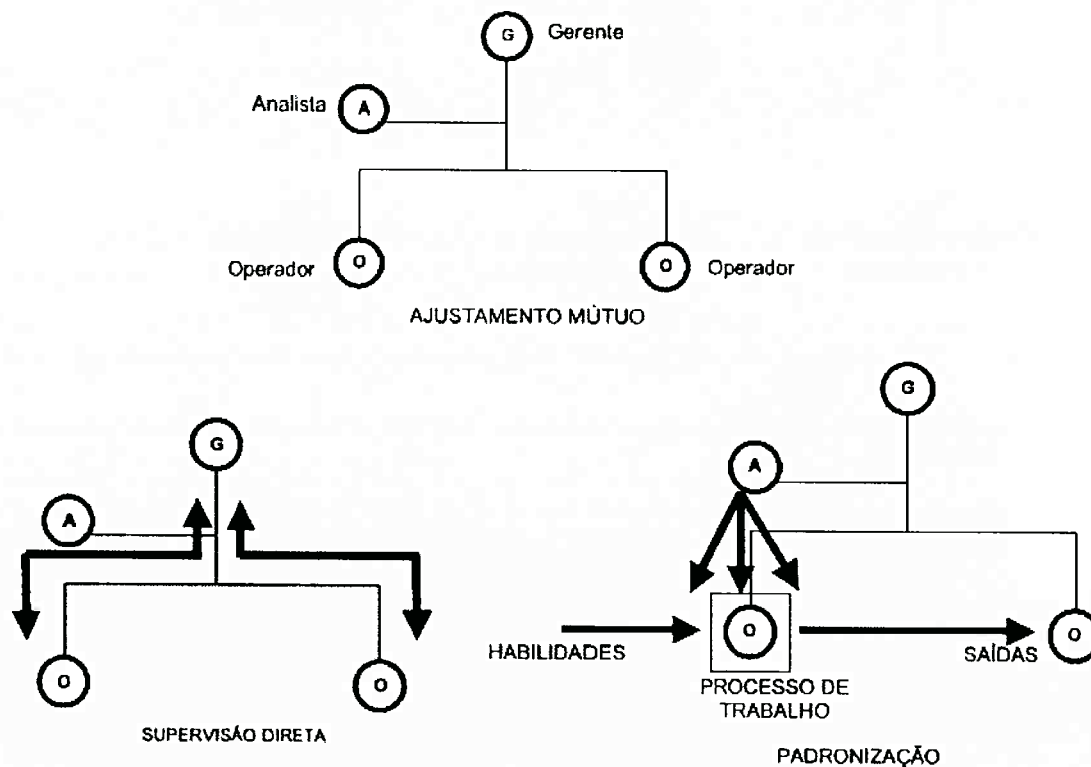 G Gerente
Analista A
Operador O
O Operador
AJUSTAMENTO MÚTUO
G
A
O
O
SUPERVISÃO DIRETA
G
A
HABILIDADES
O
SAÍDAS
O
PROCESSO DE
TRABALHO
PADRONIZAÇÃO